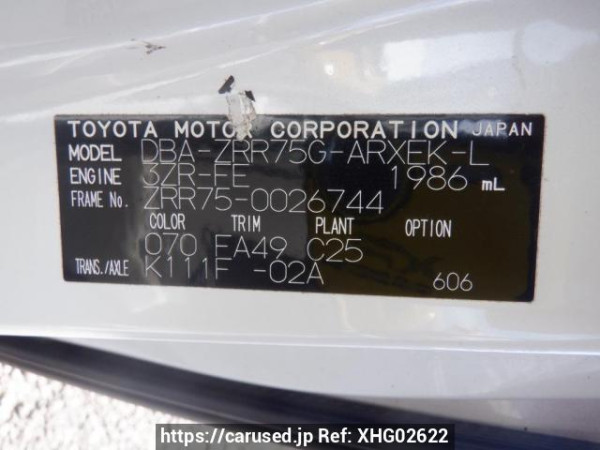 TOYOTA MOTOR CORPORATION JAPAN
MODEL DBA-ZRR75G-ARXEK-L
ENGINE 3ZR-FE 1986 mL
FRAME No. ZRR75-0026744
COLOR TRIM PLANT OPTION
070 FA49 C25
TRANS./AXLE K111F -02A
606
https://carused.jp Ref: XHG02622